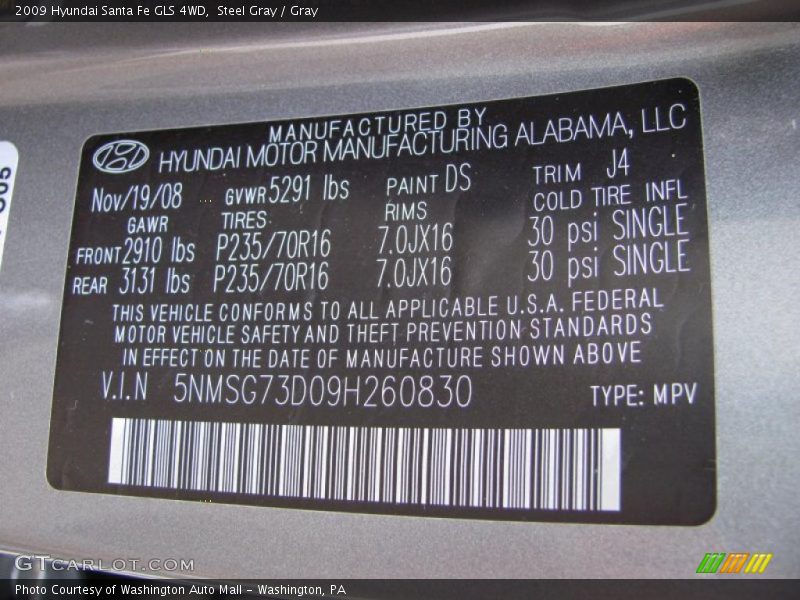 2009 Hyundai Santa Fe GLS 4WD, Steel Gray / Gray
MANUFACTURED BY
HYUNDAI MOTOR MANUFACTURING ALABAMA, LLC
Nov/19/08 GVWR 5291 lbs PAINT DS TRIM J4
GAWR TIRES RIMS COLD TIRE INFL
FRONT 2910 lbs P235/70R16 7.0JX16 30 psi SINGLE
REAR 3131 lbs P235/70R16 7.0JX16 30 psi SINGLE
THIS VEHICLE CONFORMS TO ALL APPLICABLE U.S.A. FEDERAL
MOTOR VEHICLE SAFETY AND THEFT PREVENTION STANDARDS
IN EFFECT ON THE DATE OF MANUFACTURE SHOWN ABOVE
V.I.N 5NMSG73D09H260830 TYPE: MPV
GTCARLOT.COM
Photo Courtesy of Washington Auto Mall - Washington, PA